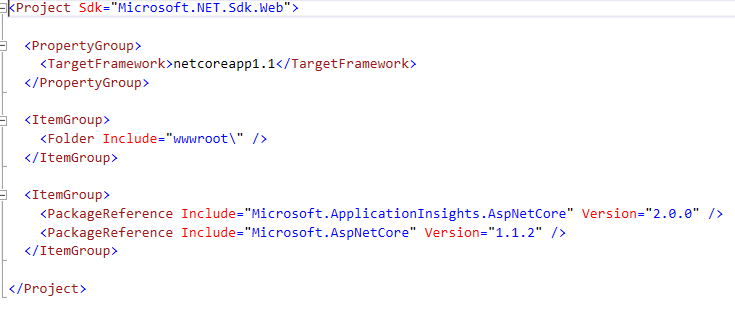 <Project Sdk="Microsoft.NET.Sdk.Web">
<PropertyGroup>
<TargetFramework>netcoreapp1.1</TargetFramework>
</PropertyGroup>
<ItemGroup>
<Folder Include="wwwroot\" />
</ItemGroup>
<ItemGroup>
<PackageReference Include="Microsoft.ApplicationInsights.AspNetCore" Version="2.0.0" />
<PackageReference Include="Microsoft.AspNetCore" Version="1.1.2" />
</ItemGroup>
</Project>